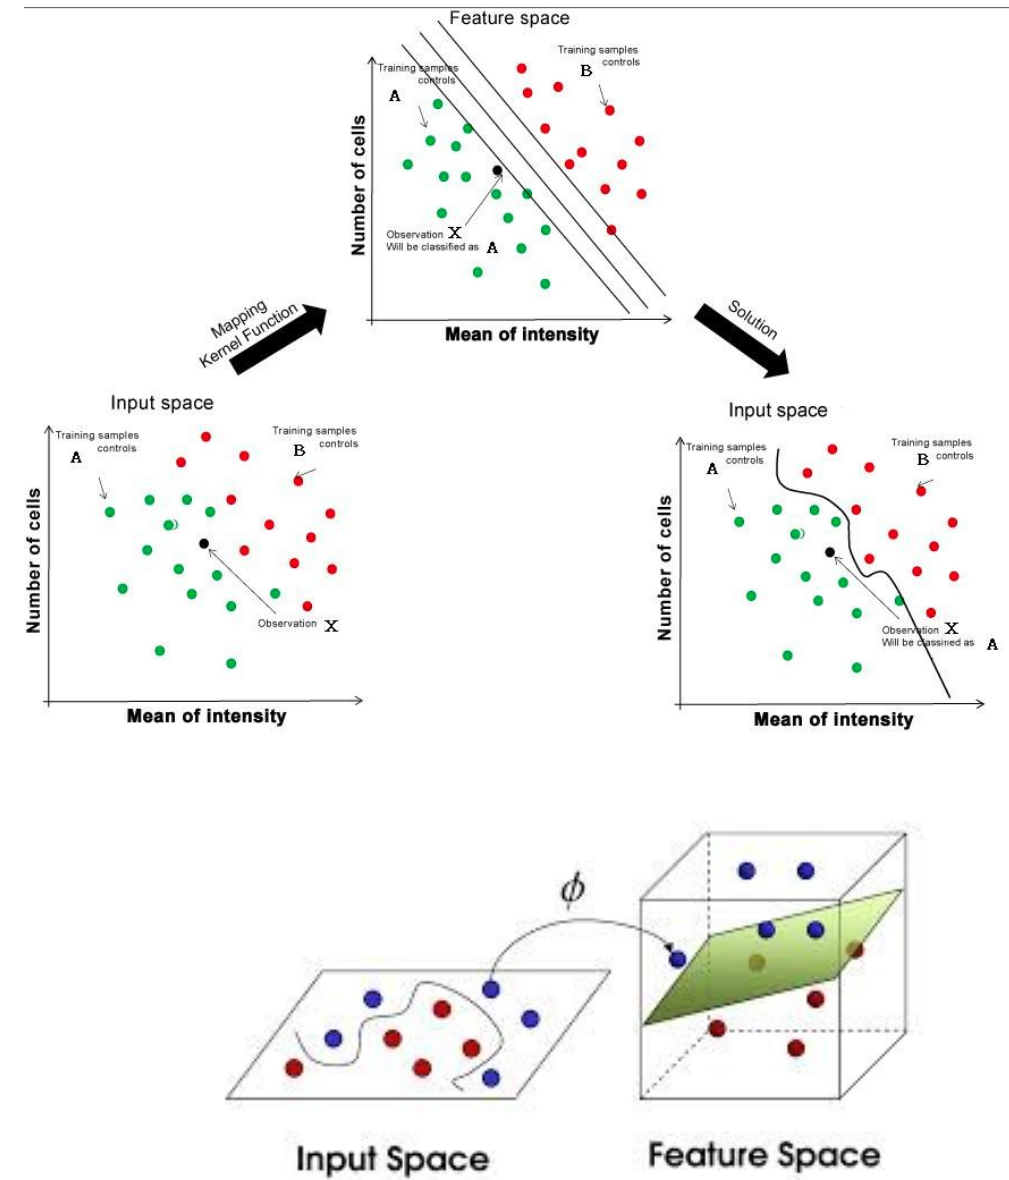 Feature space
Training samples
controls
B
Training samples
controls
A
Number of cells
Observation X
Will be classified as A
Mean of intensity
Mapping
Kernel Function
Solution
Input space
Training samples
controls
A
Training samples
controls
B
Number of cells
Observation X
Mean of intensity
Input space
Training samples
controls
A
Training samples
controls
B
Number of cells
Observation X
Will be classified as A
Mean of intensity
ϕ
Input Space
Feature Space